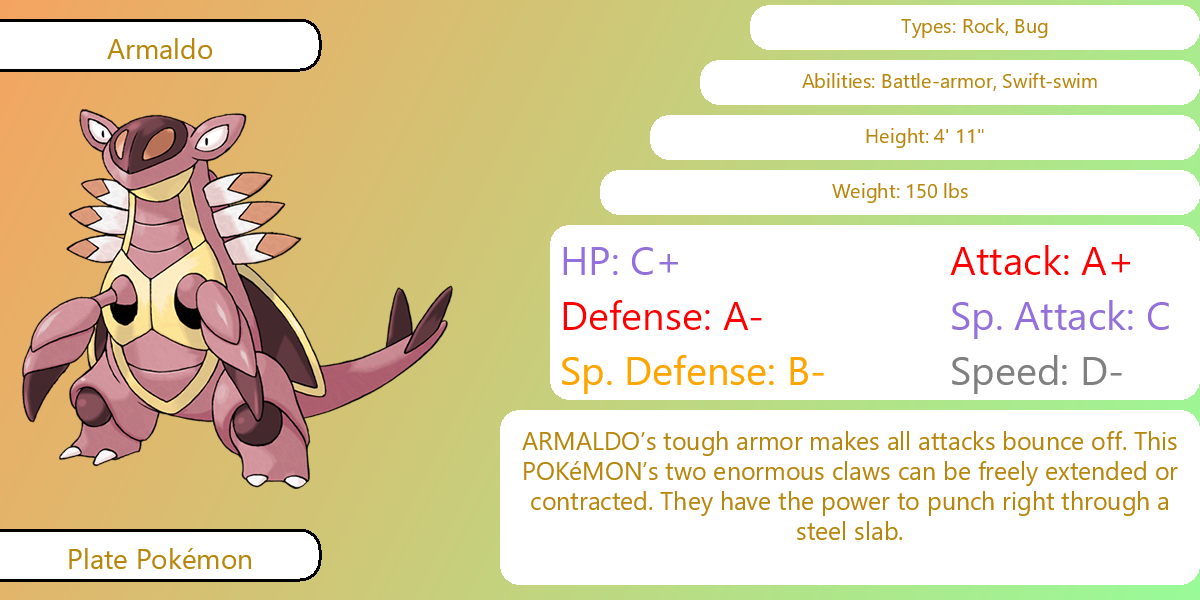 Armaldo
Types: Rock, Bug
Abilities: Battle-armor, Swift-swim
Height: 4' 11"
Weight: 150 lbs
HP: C+
Attack: A+
Defense: A-
Sp. Attack: C
Sp. Defense: B-
Speed: D-
ARMALDO’s tough armor makes all attacks bounce off. This
POKéMON’s two enormous claws can be freely extended or
contracted. They have the power to punch right through a
steel slab.
Plate Pokémon